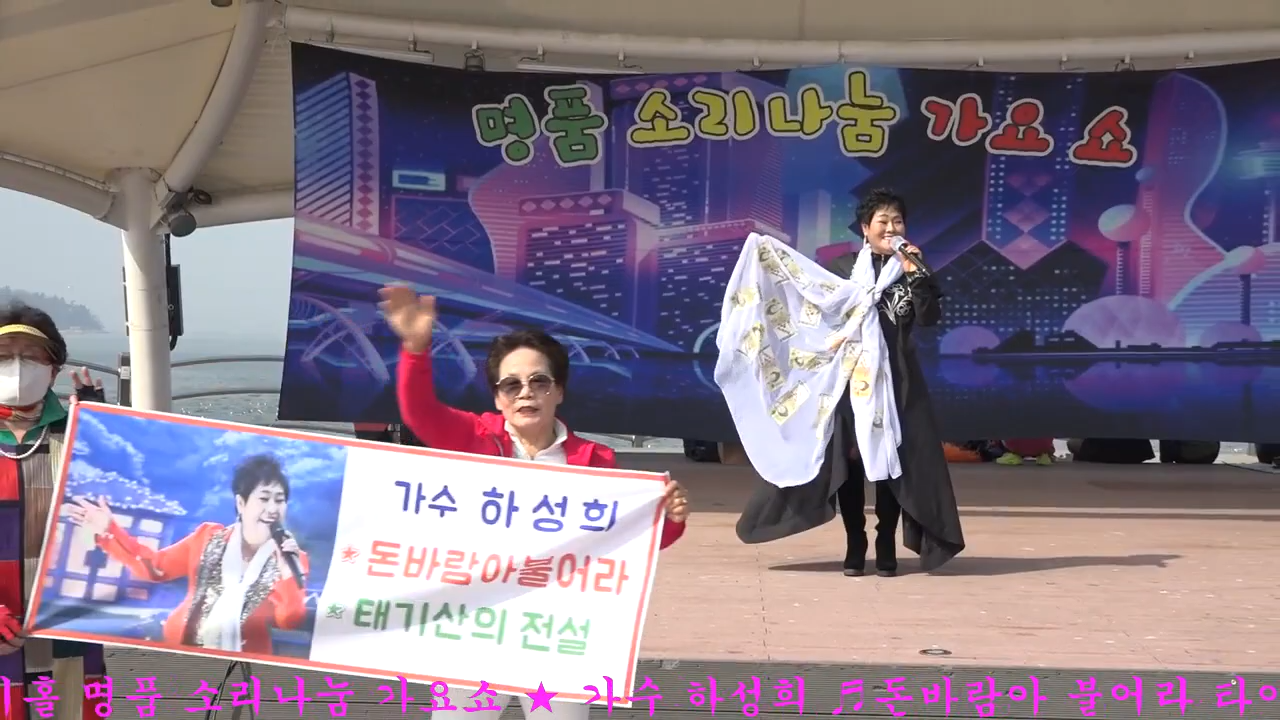 명품 소리나눔 가요 쇼
가수 하성희
돈바람아불어라
태기산의 전설
홀 명품 소리나눔 가요쇼 ★ 가수 하성희 ♬돈바람아 불어라